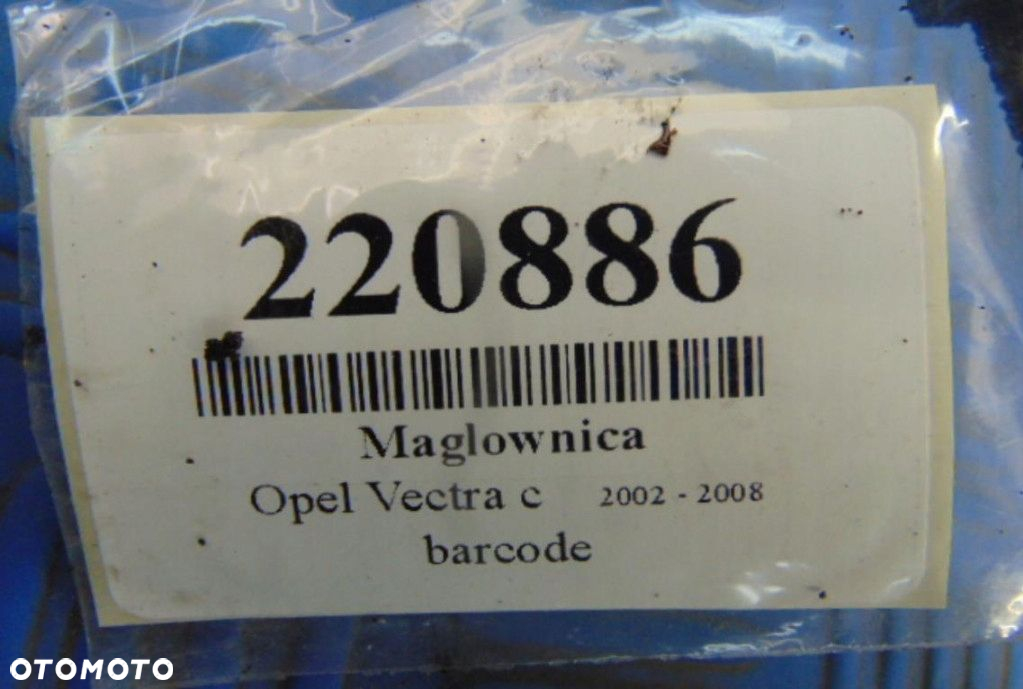 220886
Maglownica
Opel Vectra c 2002 - 2008
barcode
OTOMOTO